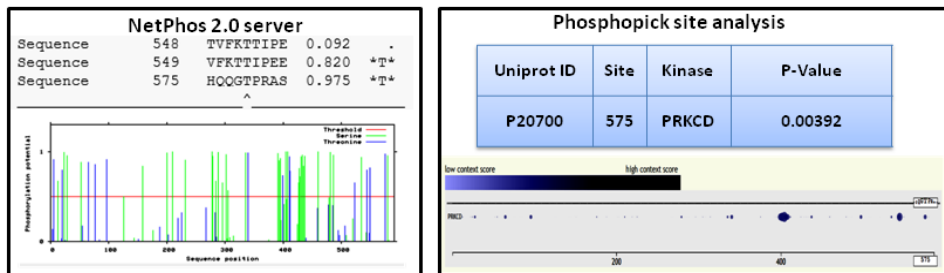 NetPhos 2.0 server
Sequence 548 TVFKTTIPE 0.092 .
Sequence 549 VFKTTIPEE 0.820 *T*
Sequence 575 HQQGTPRAS 0.975 *T*
^
Threshold
Serine
Threonine
Phosphorylation potential
1
0
0 100 200 300 400 500
Sequence position
Phosphopick site analysis
Uniprot ID Site Kinase P-Value
P20700 575 PRKCD 0.00392
low context score high context score
PRKCD
200 400
575